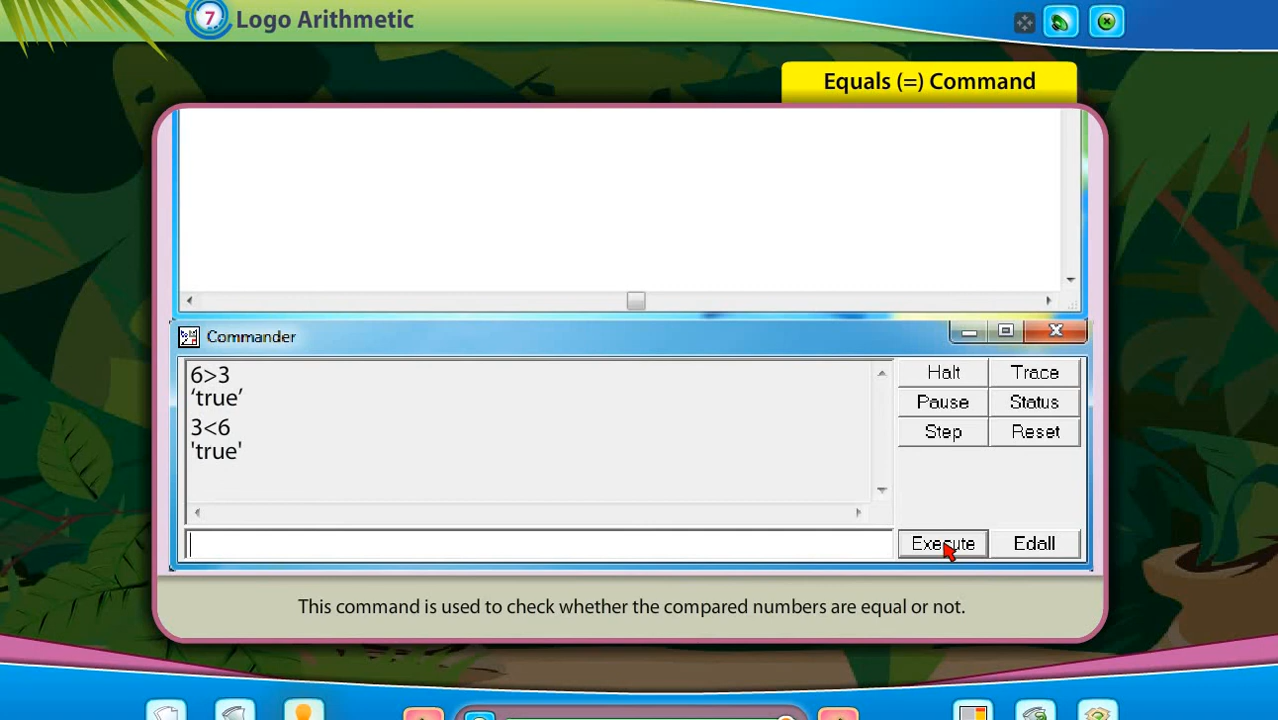 7 Logo Arithmetic
Equals (=) Command
Commander
6>3
‘true’
3<6
'true'
Halt Trace
Pause Status
Step Reset
Execute Edall
This command is used to check whether the compared numbers are equal or not.